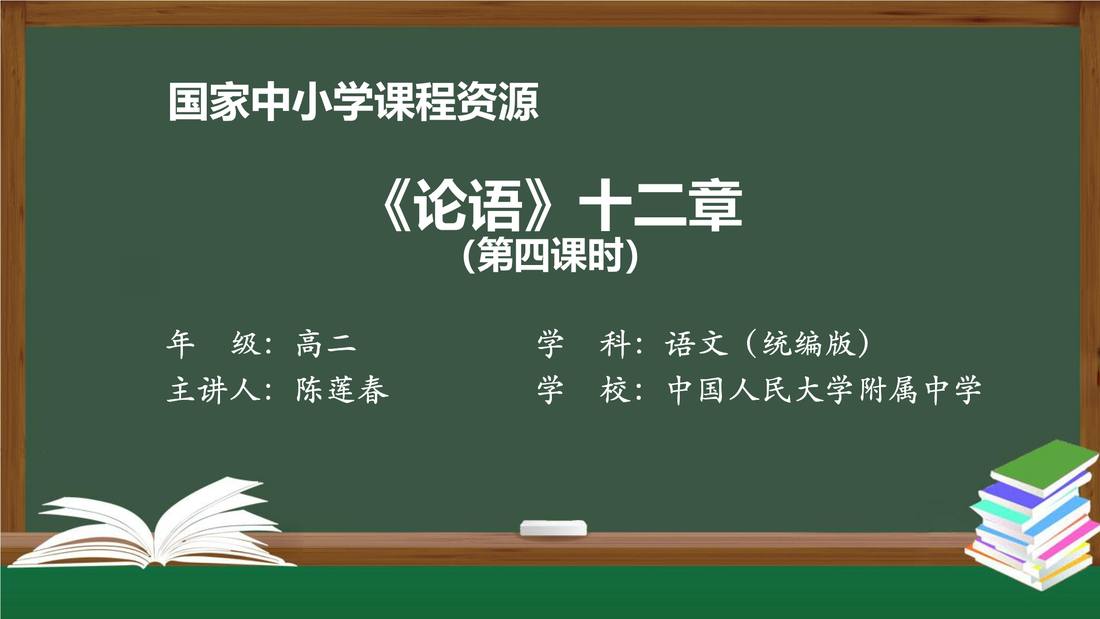 国家中小学课程资源
《论语》十二章
（第四课时）
年 级：高二 学 科：语文（统编版）
主讲人：陈莲春 学 校：中国人民大学附属中学